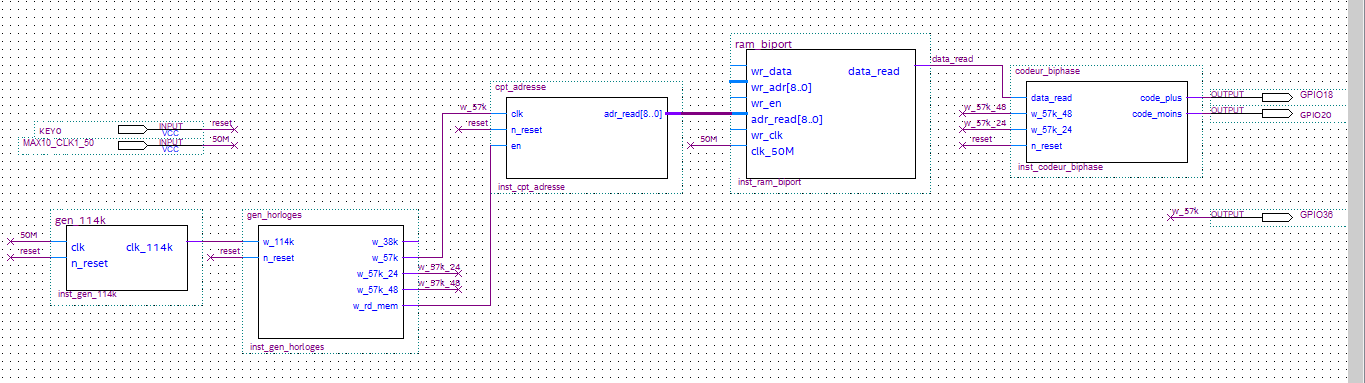 KEY0
INPUT
VCC
reset
MAX10_CLK1_50
INPUT
VCC
50M
gen_114k
50M
reset
clk
n_reset
clk_114k
inst_gen_114k
gen_horloges
reset
w_114k
n_reset
w_38k
w_57k
w_57k_24
w_57k_48
w_rd_mem
w_57k_24
w_57k_48
inst_gen_horloges
cpt_adresse
w_57k
reset
clk
n_reset
en
adr_read[8..0]
inst_cpt_adresse
ram_biport
50M
wr_data
wr_adr[8..0]
wr_en
adr_read[8..0]
wr_clk
clk_50M
data_read
inst_ram_biport
data_read
codeur_biphase
w_57k_48
w_57k_24
reset
data_read
w_57k_48
w_57k_24
n_reset
code_plus
code_moins
inst_codeur_biphase
OUTPUT
GPIO18
OUTPUT
GPIO20
w_57k
OUTPUT
GPIO36